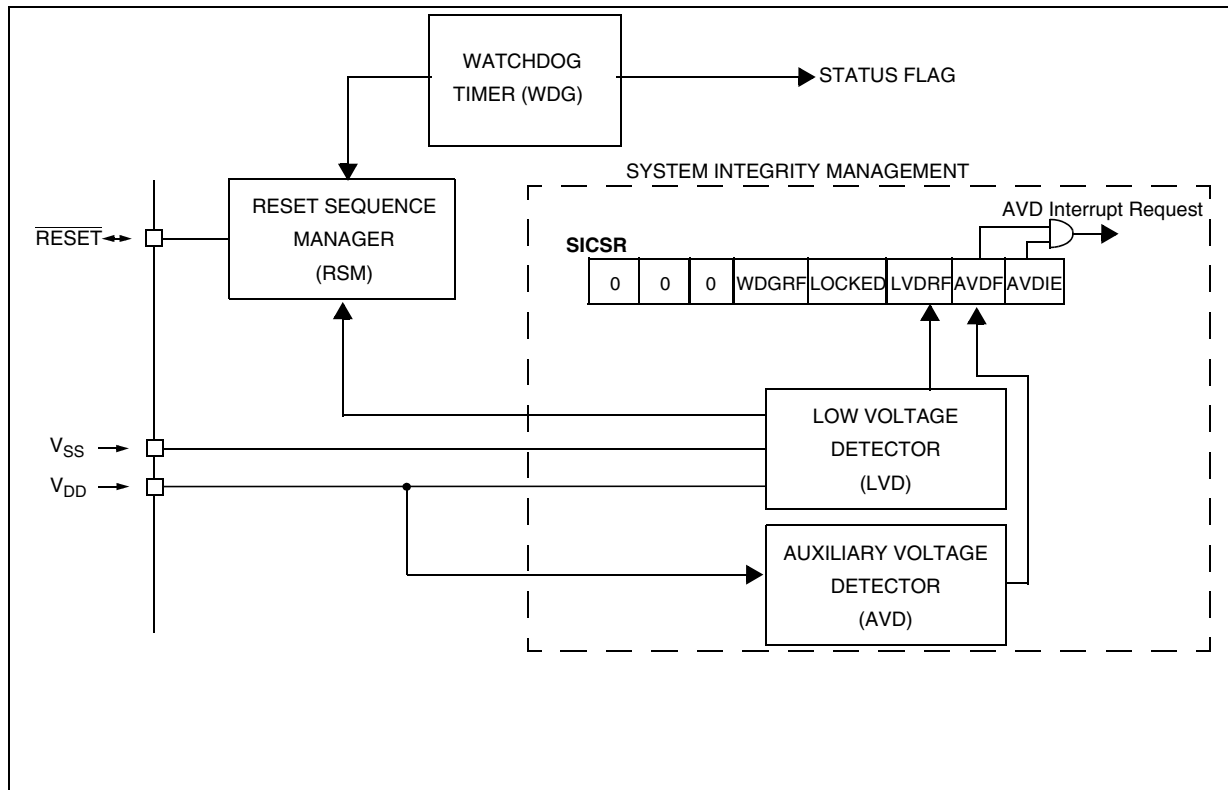 WATCHDOG
TIMER (WDG)
STATUS FLAG
SYSTEM INTEGRITY MANAGEMENT
RESET SEQUENCE
MANAGER
(RSM)
RESET
AVD Interrupt Request
SICSR
0 0 0 WDGRF LOCKED LVDRF AVDF AVDIE
LOW VOLTAGE
DETECTOR
(LVD)
VSS
VDD
AUXILIARY VOLTAGE
DETECTOR
(AVD)